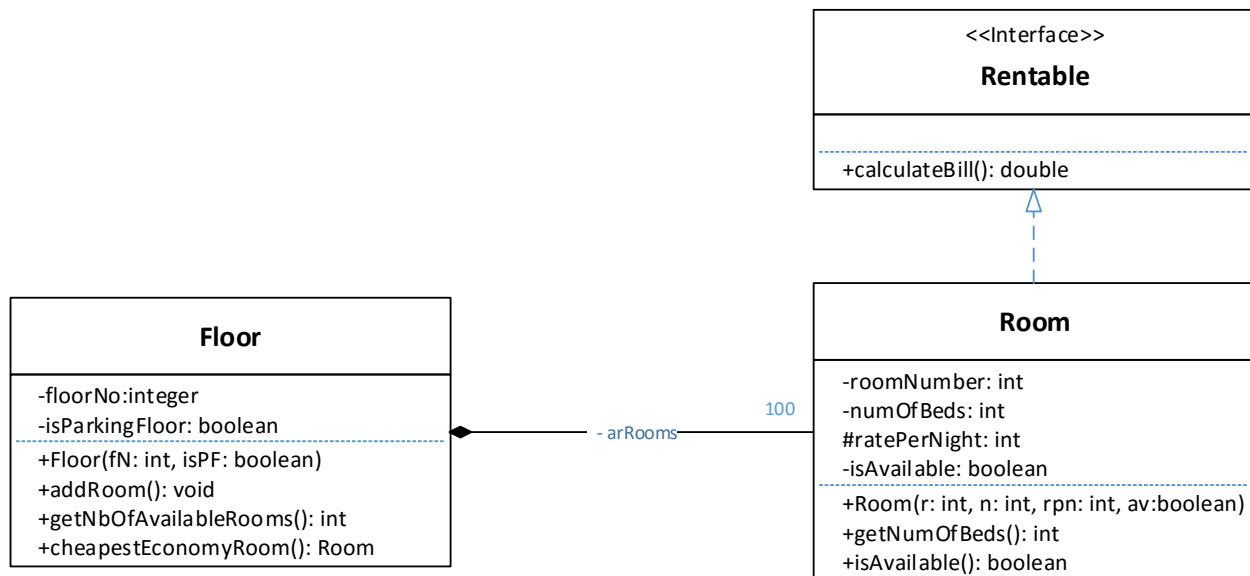 <<Interface>>
Rentable
+calculateBill(): double
Floor
-floorNo:integer
-isParkingFloor: boolean
+Floor(fN: int, isPF: boolean)
+addRoom(): void
+getNbOfAvailableRooms(): int
+cheapestEconomyRoom(): Room
- arRooms
100
Room
-roomNumber: int
-numOfBeds: int
#ratePerNight: int
-isAvailable: boolean
+Room(r: int, n: int, rpn: int, av:boolean)
+getNumOfBeds(): int
+isAvailable(): boolean